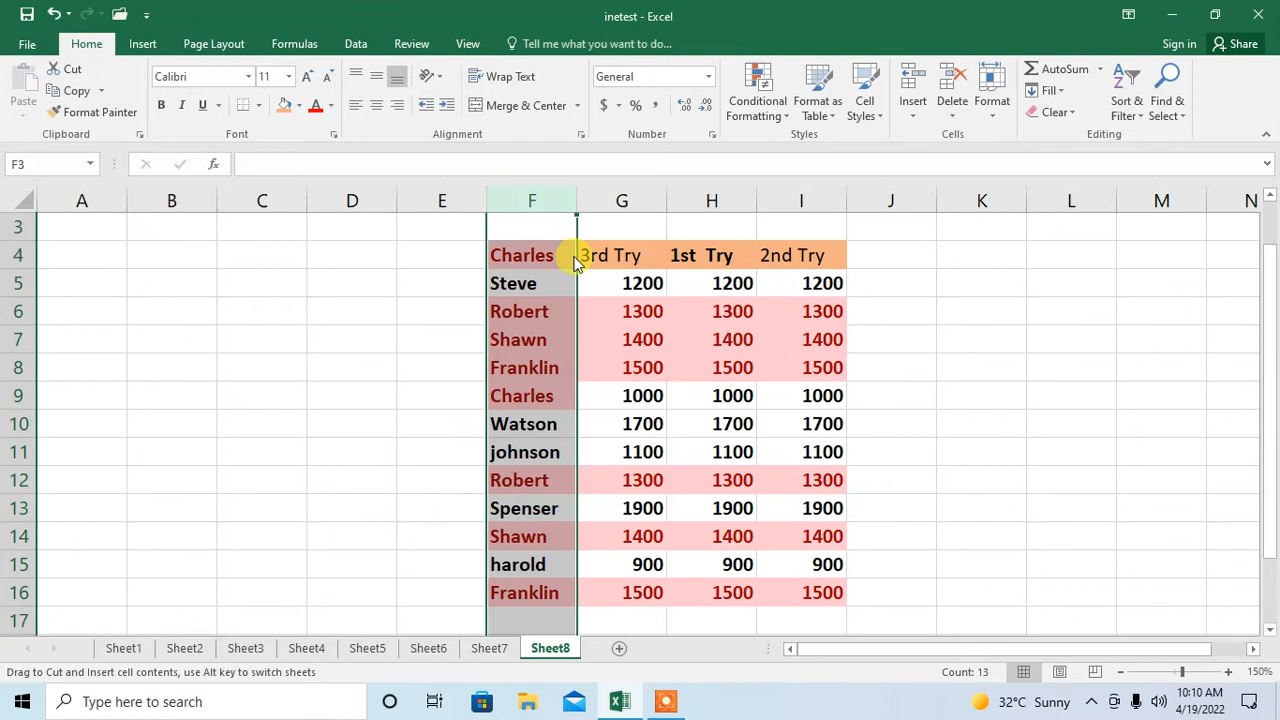 inetest - Excel
File Home Insert Page Layout Formulas Data Review View Tell me what you want to do... Sign in Share
Paste Cut Copy Format Painter Clipboard
Calibri 11 A A B I U A Font
ab Wrap Text Merge & Center Alignment
General $ % , .0 .00 .00 .0 Number
Conditional Formatting Format as Table Cell Styles Styles
Insert Delete Format Cells
AutoSum Fill Clear Sort & Filter Find & Select Editing
F3 fx
A B C D E F G H I J K L M N
3
4 Charles 3rd Try 1st Try 2nd Try
5 Steve 1200 1200 1200
6 Robert 1300 1300 1300
7 Shawn 1400 1400 1400
8 Franklin 1500 1500 1500
9 Charles 1000 1000 1000
10 Watson 1700 1700 1700
11 johnson 1100 1100 1100
12 Robert 1300 1300 1300
13 Spenser 1900 1900 1900
14 Shawn 1400 1400 1400
15 harold 900 900 900
16 Franklin 1500 1500 1500
17
Sheet1 Sheet2 Sheet3 Sheet4 Sheet5 Sheet6 Sheet7 Sheet8
Drag to Cut and Insert cell contents, use Alt key to switch sheets Count: 13 150%
Type here to search 32°C Sunny 10:10 AM
4/19/2022